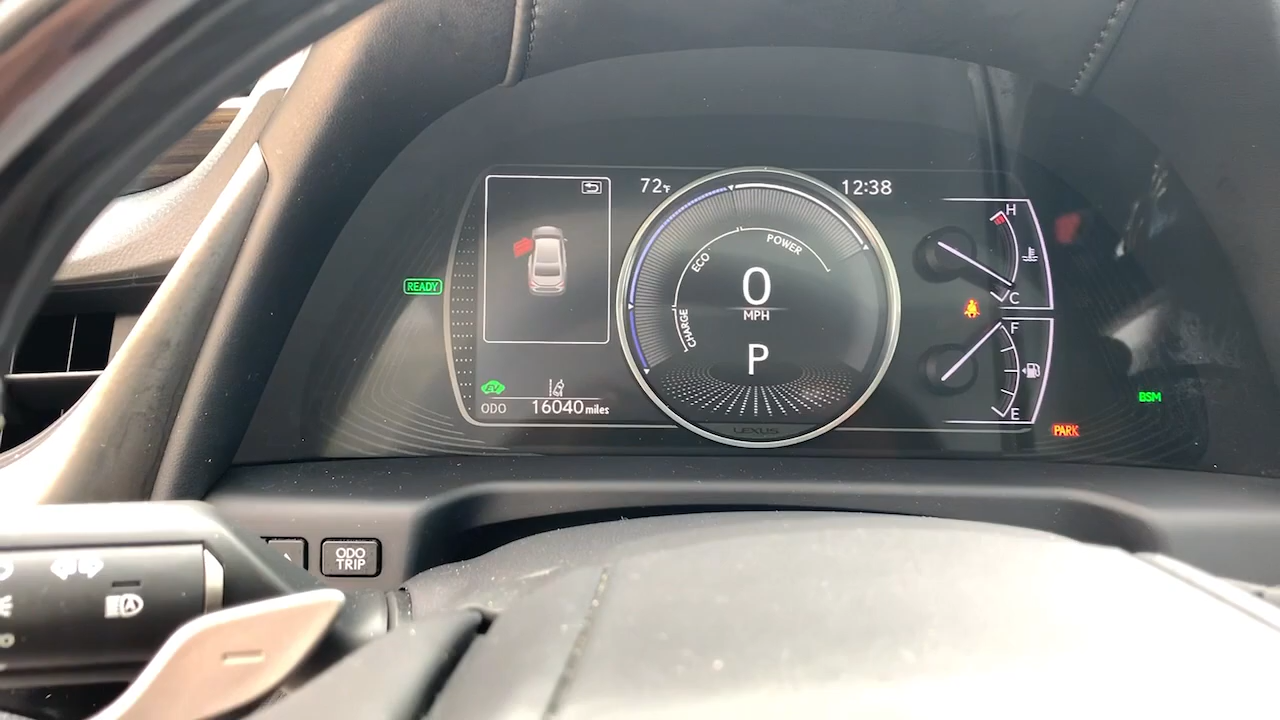 72°F
12:38
H
POWER
ECO
READY
0
MPH
C
CHARGE
F
P
EV
BSM
ODO
16040 miles
E
LEXUS
PARK
ODO
TRIP
A